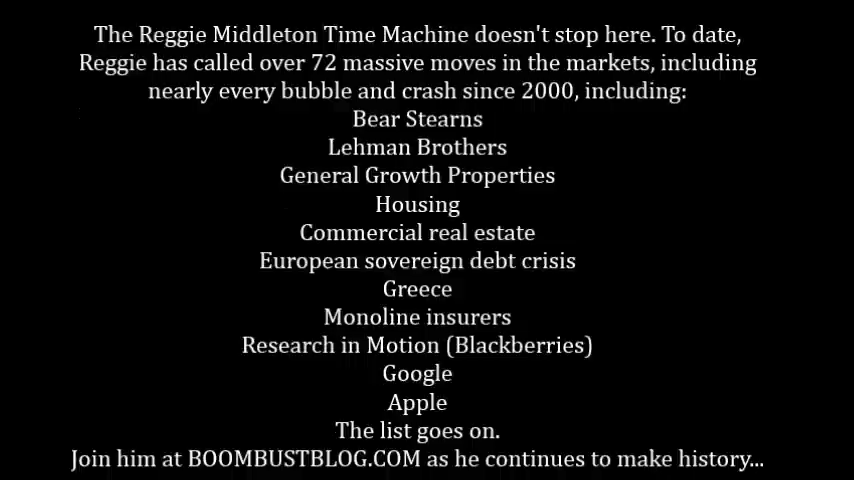 The Reggie Middleton Time Machine doesn't stop here. To date,
Reggie has called over 72 massive moves in the markets, including
nearly every bubble and crash since 2000, including:
Bear Stearns
Lehman Brothers
General Growth Properties
Housing
Commercial real estate
European sovereign debt crisis
Greece
Monoline insurers
Research in Motion (Blackberries)
Google
Apple
The list goes on.
Join him at BOOMBUSTBLOG.COM as he continues to make history...